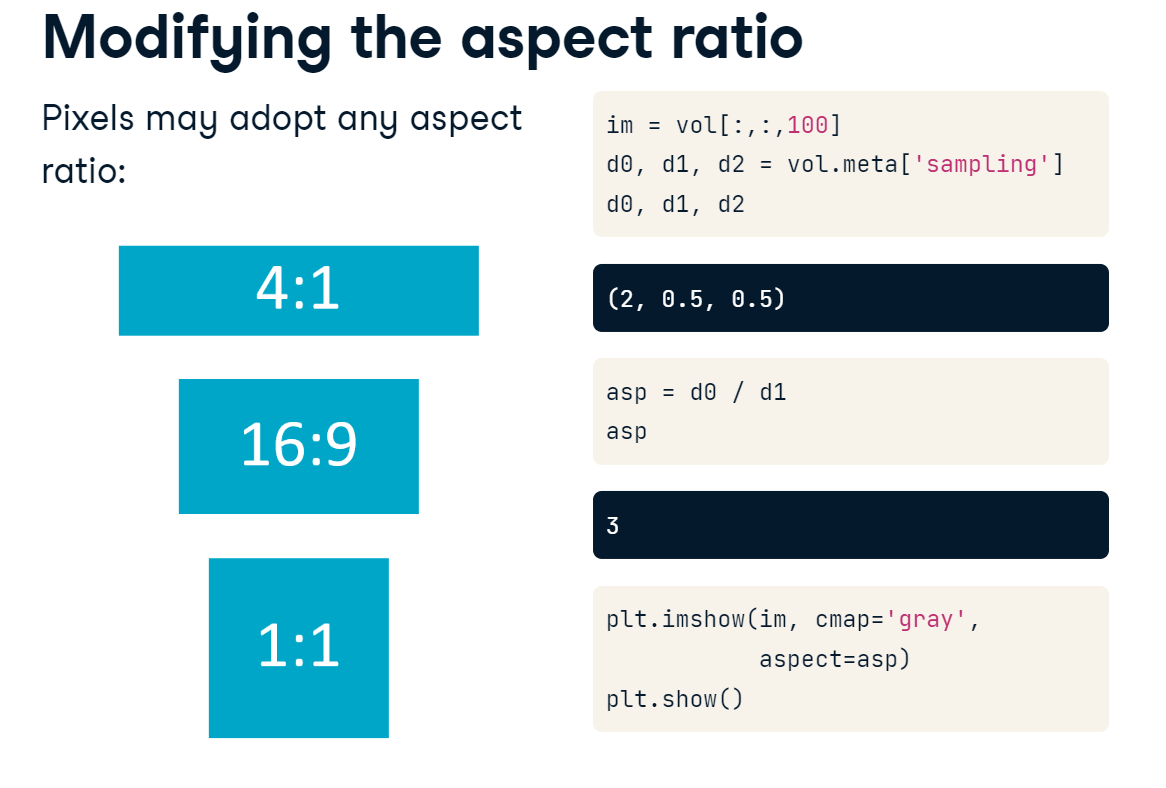 Modifying the aspect ratio
Pixels may adopt any aspect
ratio:
4:1
16:9
1:1
im = vol[:,:,100]
d0, d1, d2 = vol.meta['sampling']
d0, d1, d2
(2, 0.5, 0.5)
asp = d0 / d1
asp
3
plt.imshow(im, cmap='gray',
           aspect=asp)
plt.show()